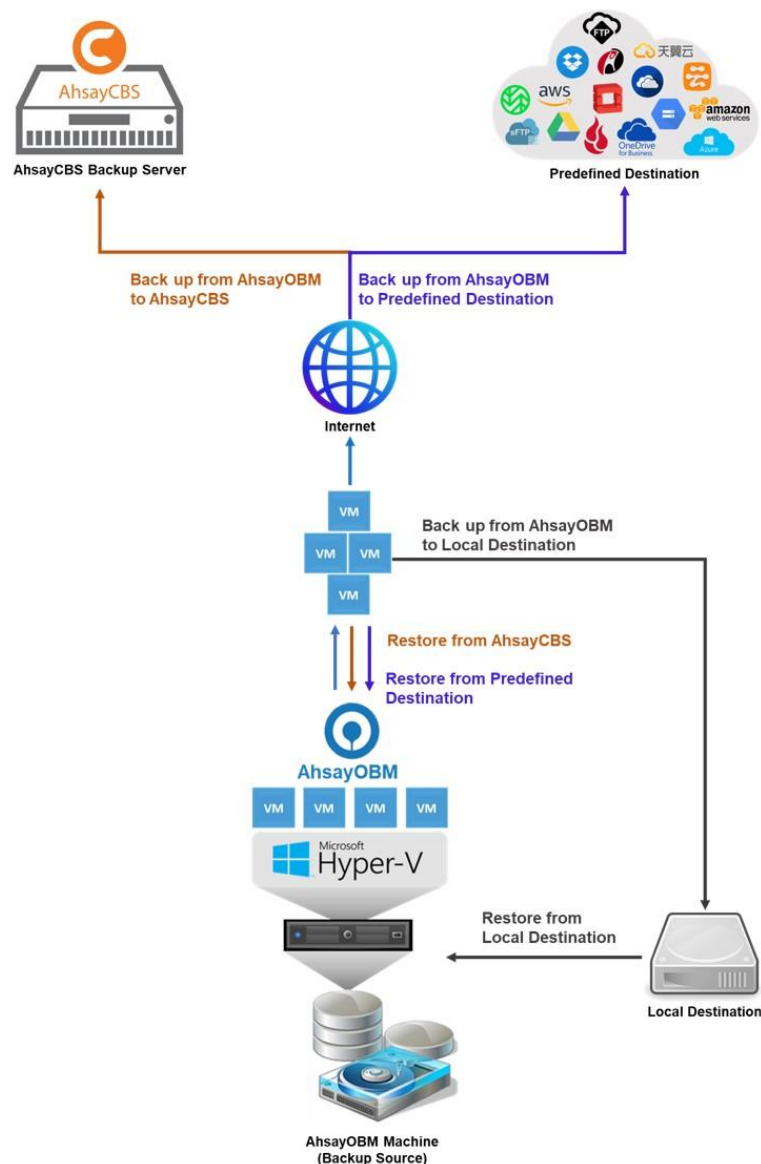 AhsayCBS
AhsayCBS Backup Server
FTP
天翼云
aws
amazon
web services
sFTP
OneDrive
for Business
Azure
Predefined Destination
Back up from AhsayOBM
to AhsayCBS
Back up from AhsayOBM
to Predefined Destination
Internet
VM
VM
VM
VM
Back up from AhsayOBM
to Local Destination
Restore from AhsayCBS
Restore from Predefined
Destination
AhsayOBM
VM
VM
VM
VM
Microsoft
Hyper-V
Restore from
Local Destination
Local Destination
AhsayOBM Machine
(Backup Source)